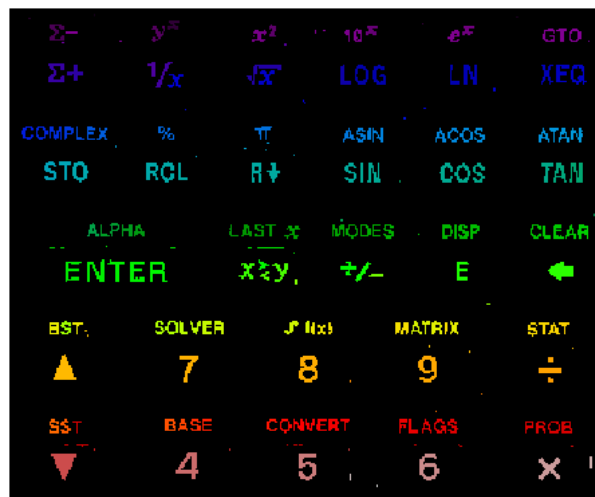 Σ− y^x x² 10^x e^x GTO
Σ+ 1/x √x LOG LN XEQ
COMPLEX % π ASIN ACOS ATAN
STO RCL R↓ SIN COS TAN
ALPHA LAST x MODES DISP CLEAR
ENTER x≷y +/− E ←
BST SOLVER ∫f(x) MATRIX STAT
▲ 7 8 9 ÷
SST BASE CONVERT FLAGS PROB
▼ 4 5 6 ×